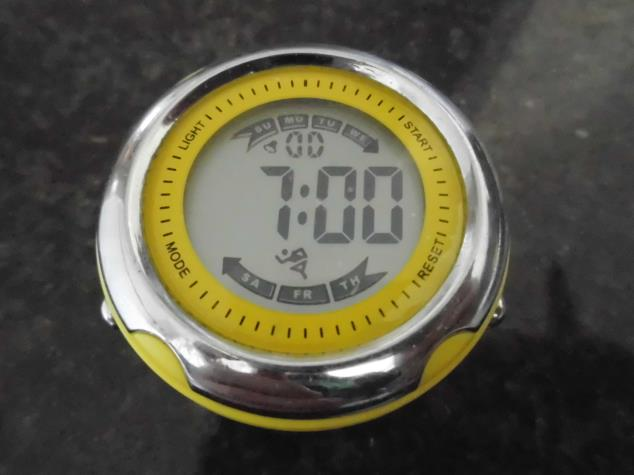 LIGHT
START
SU MO TU WE
00
7:00
MODE
RESET
SA FR TH